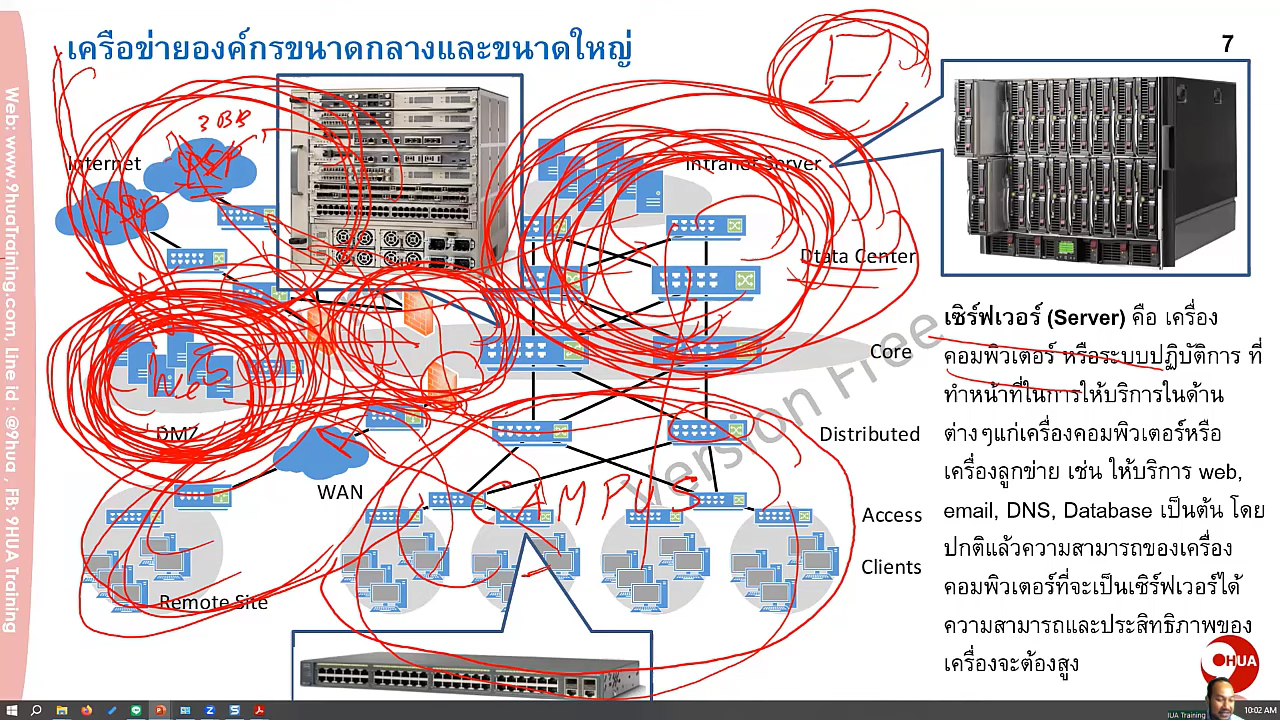 เครือข่ายองค์กรขนาดกลางและขนาดใหญ่
7
Web: www.9huaTraining.com, Line id : @9hua , FB: 9HUA Training
3BB
Internet
ISP
Intranet Server
Dtata Center
Core
Distributed
Access
Clients
DMZ
WEB
WAN
CAMPUS
Remote Site
Version Free
เซิร์ฟเวอร์ (Server) คือ เครื่อง
คอมพิวเตอร์ หรือระบบปฏิบัติการ ที่
ทำหน้าที่ในการให้บริการในด้าน
ต่างๆแก่เครื่องคอมพิวเตอร์หรือ
เครื่องลูกข่าย เช่น ให้บริการ web,
email, DNS, Database เป็นต้น โดย
ปกติแล้วความสามารถของเครื่อง
คอมพิวเตอร์ที่จะเป็นเซิร์ฟเวอร์ได้
ความสามารถและประสิทธิภาพของ
เครื่องจะต้องสูง
9HUA
IUA Training
10:02 AM